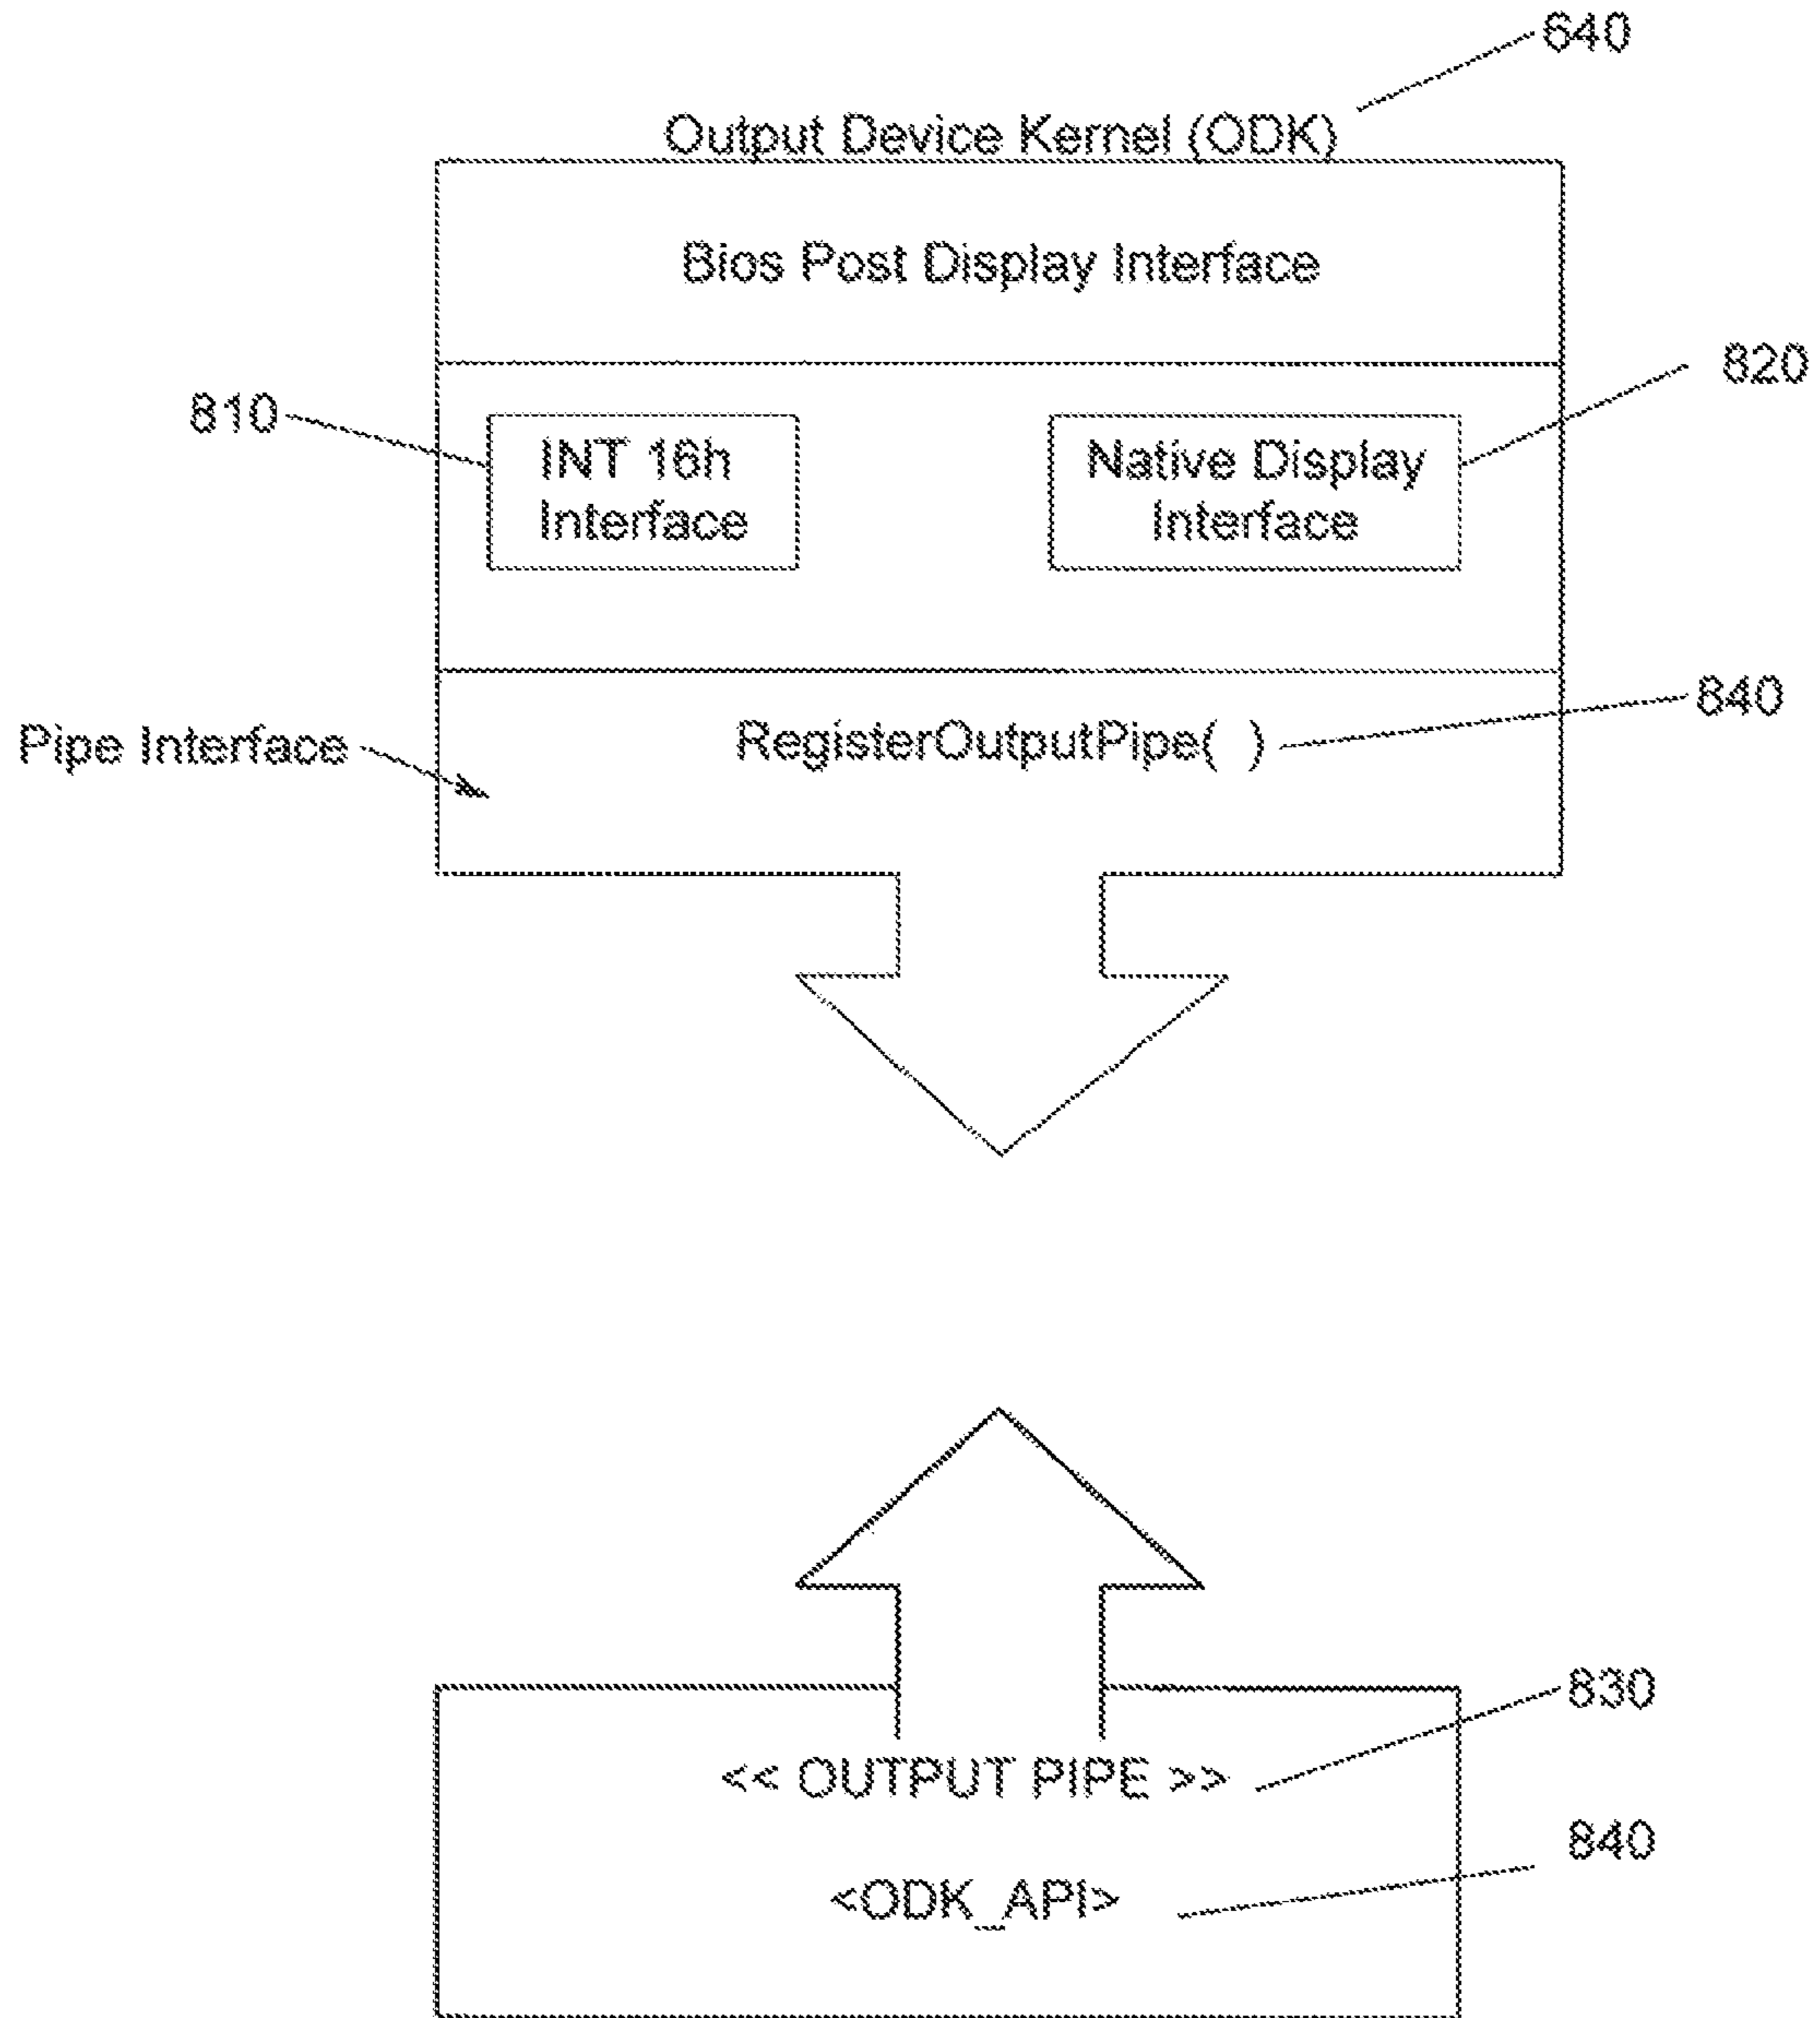 640
Output Device Kernel (ODK)
Bios Post Display Interface
810
INT 16h
Interface
Native Display
Interface
820
Pipe Interface
RegisterOutputPipe( )
840
<< OUTPUT PIPE >>
830
<ODK_API>
840